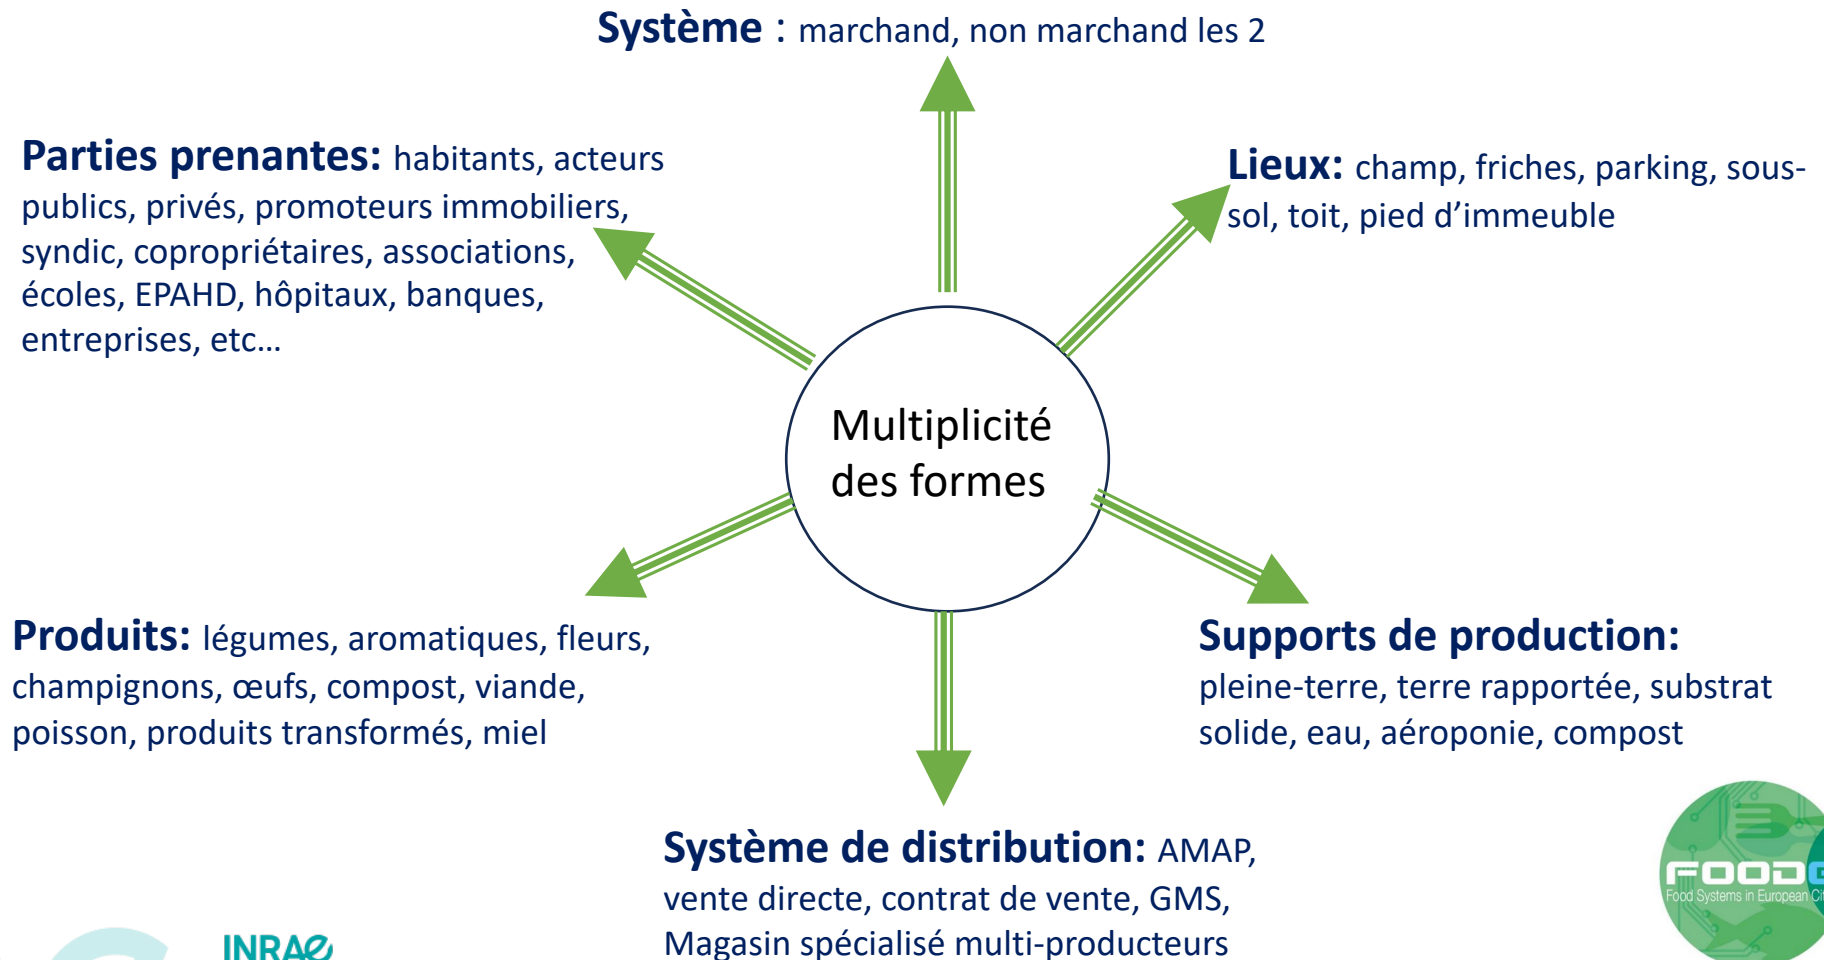 Système : marchand, non marchand les 2
Parties prenantes: habitants, acteurs
publics, privés, promoteurs immobiliers,
syndic, copropriétaires, associations,
écoles, EPAHD, hôpitaux, banques,
entreprises, etc…
Lieux: champ, friches, parking, sous-
sol, toit, pied d’immeuble
Multiplicité
des formes
Produits: légumes, aromatiques, fleurs,
champignons, œufs, compost, viande,
poisson, produits transformés, miel
Supports de production:
pleine-terre, terre rapportée, substrat
solide, eau, aéroponie, compost
Système de distribution: AMAP,
vente directe, contrat de vente, GMS,
Magasin spécialisé multi-producteurs
INRAE
FOOD
Food Systems in European